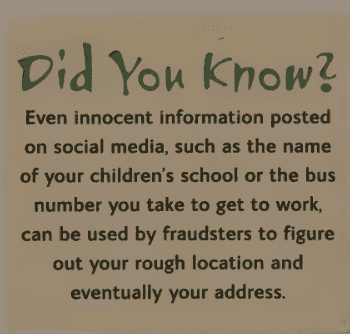 Did You Know?
Even innocent information posted
on social media, such as the name
of your children's school or the bus
number you take to get to work,
can be used by fraudsters to figure
out your rough location and
eventually your address.